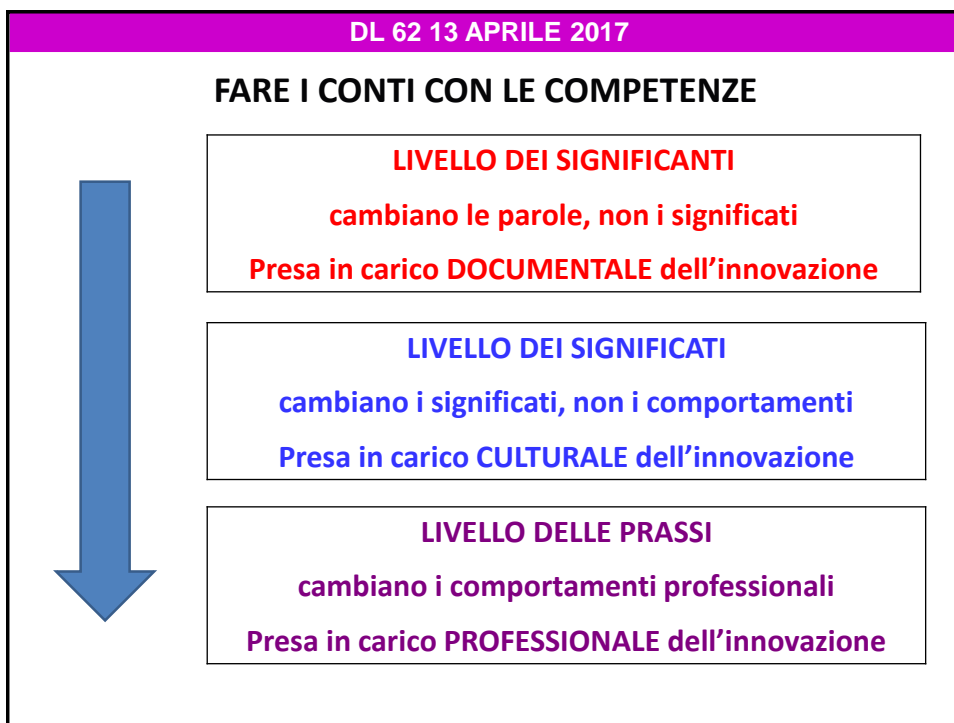 DL 62 13 APRILE 2017
FARE I CONTI CON LE COMPETENZE
LIVELLO DEI SIGNIFICANTI
cambiano le parole, non i significati
Presa in carico DOCUMENTALE dell’innovazione
LIVELLO DEI SIGNIFICATI
cambiano i significati, non i comportamenti
Presa in carico CULTURALE dell’innovazione
LIVELLO DELLE PRASSI
cambiano i comportamenti professionali
Presa in carico PROFESSIONALE dell’innovazione